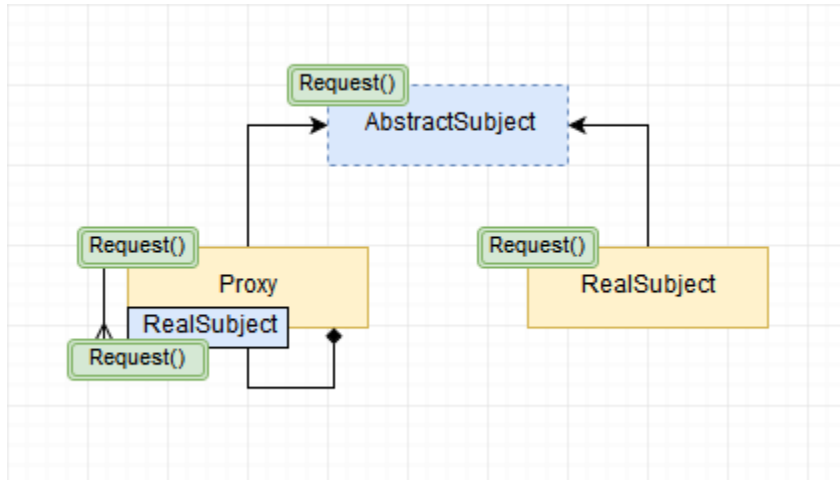 Request()
AbstractSubject
Request()
Proxy
RealSubject
Request()
Request()
RealSubject